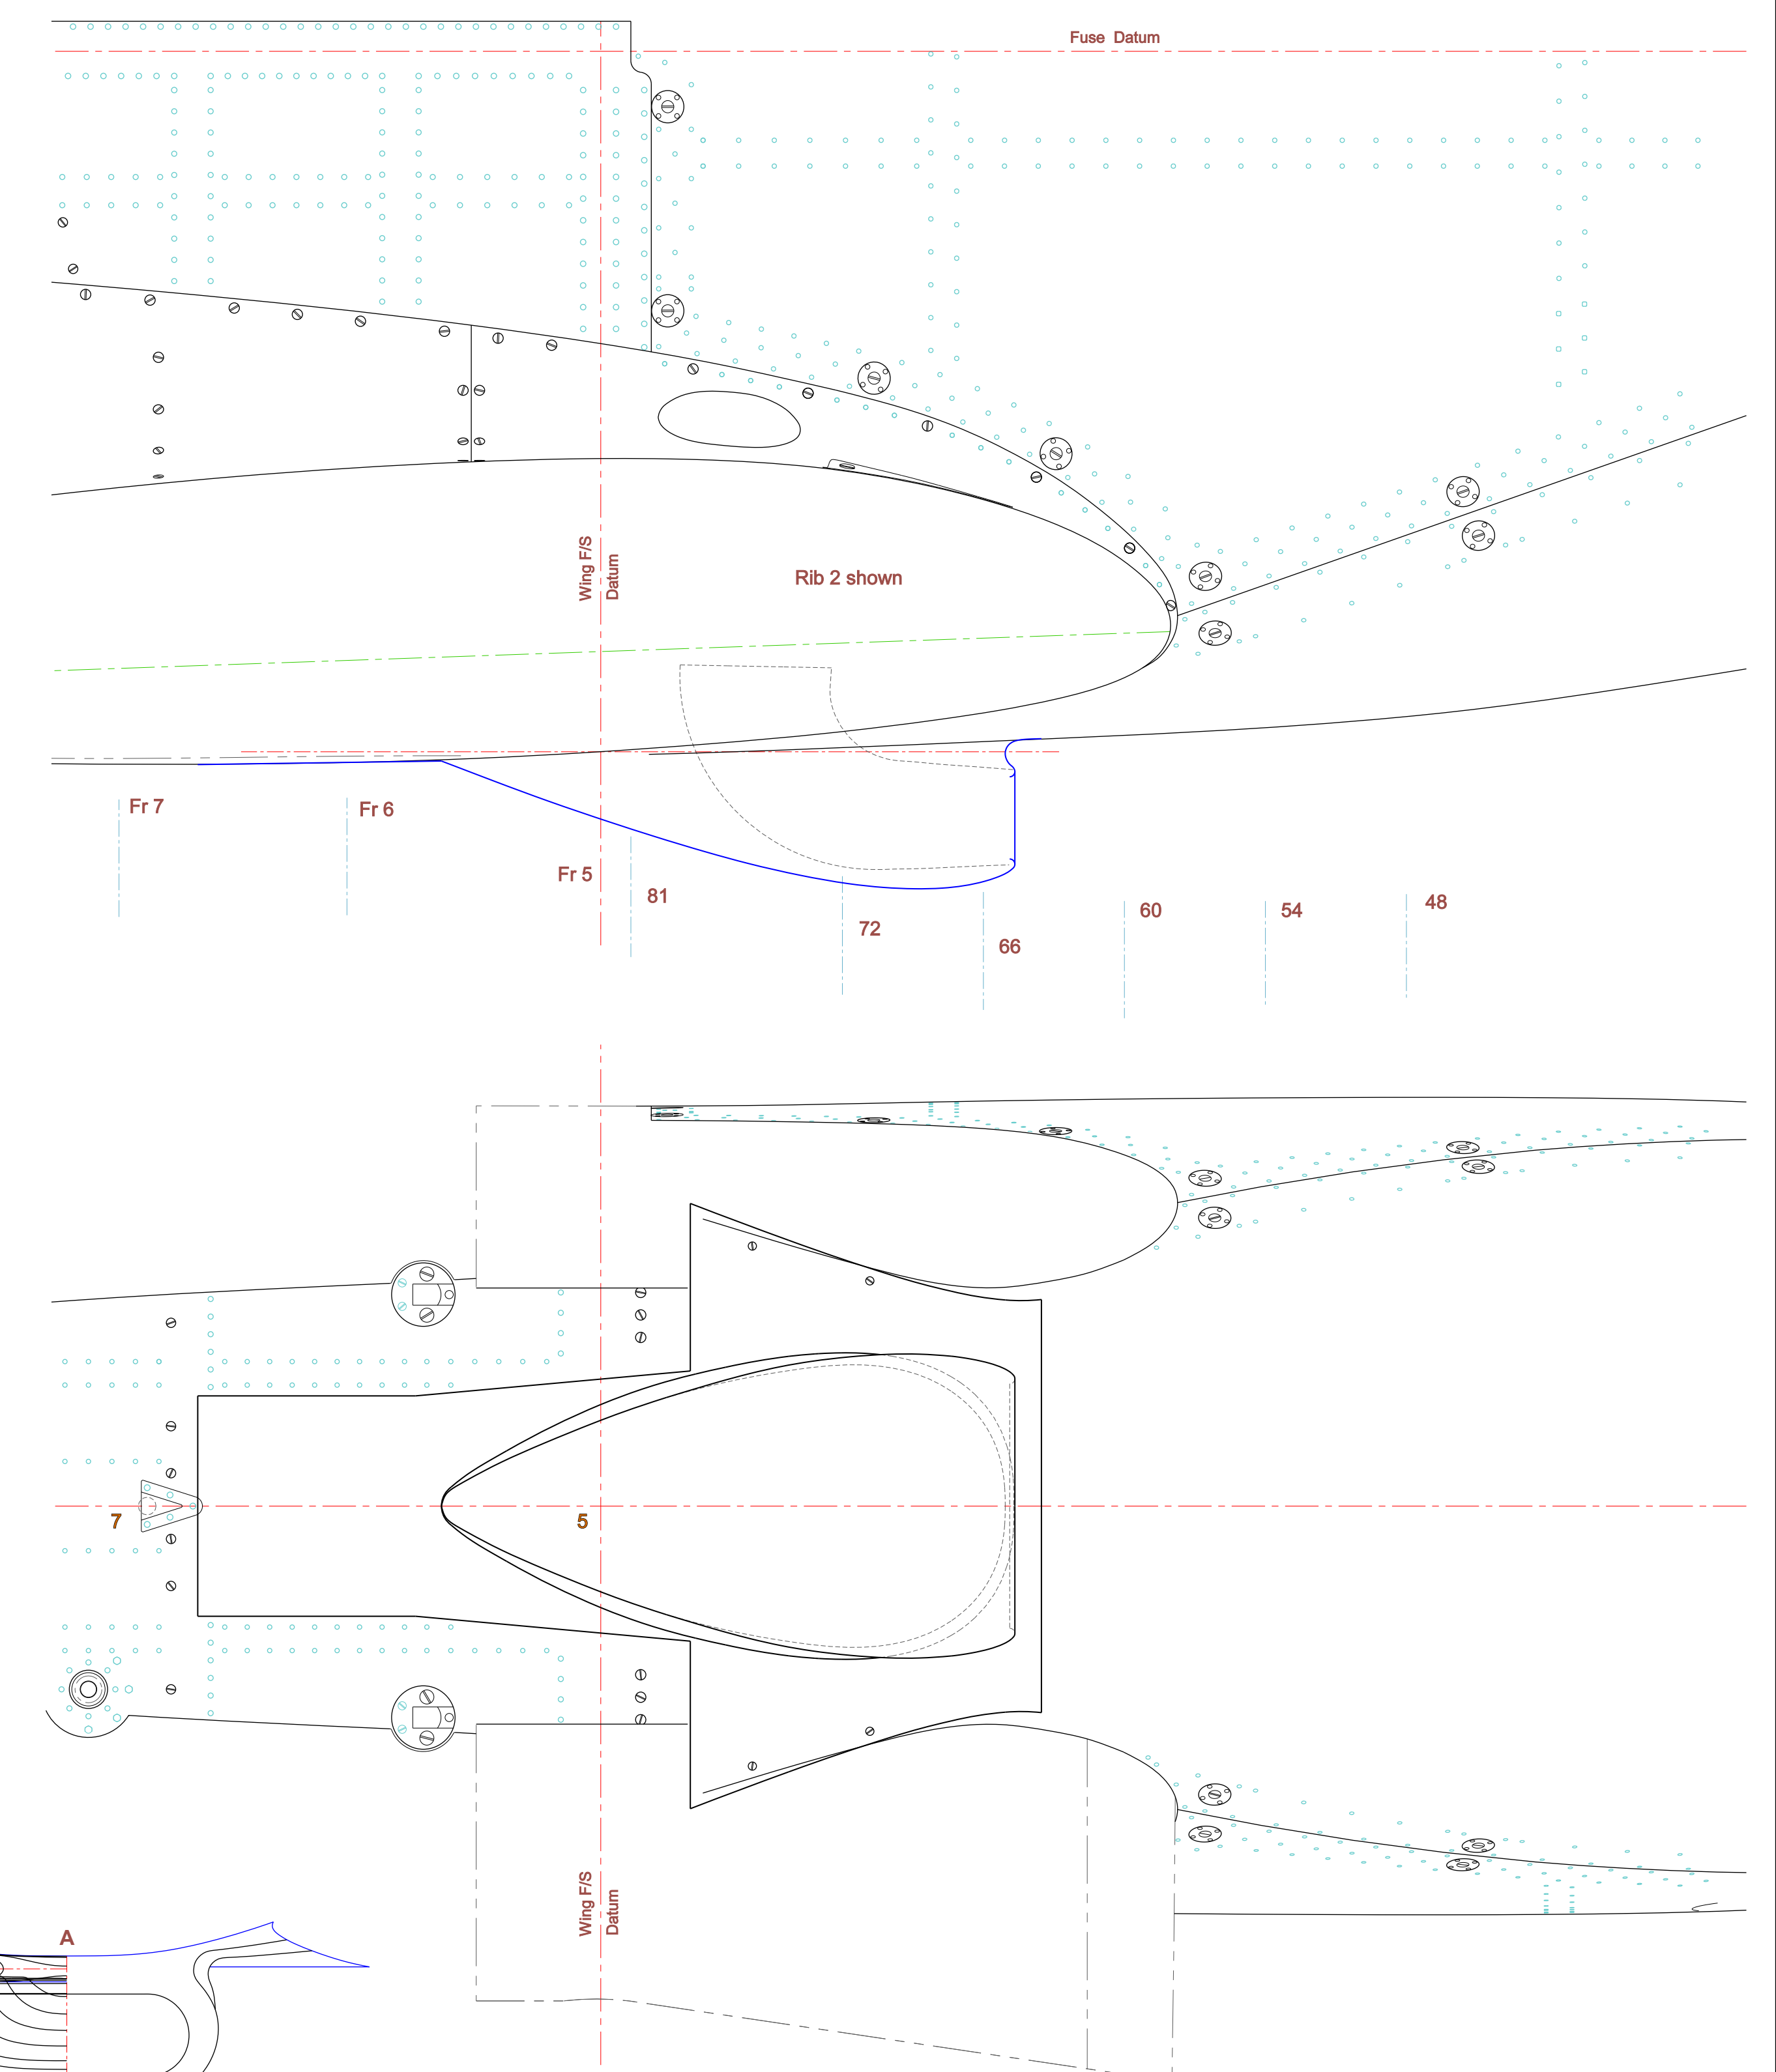 Fuse Datum
Wing F/S
Datum
Rib 2 shown
Fr 7
Fr 6
Fr 5
81
72
66
60
54
48
7
5
Wing F/S
Datum
A